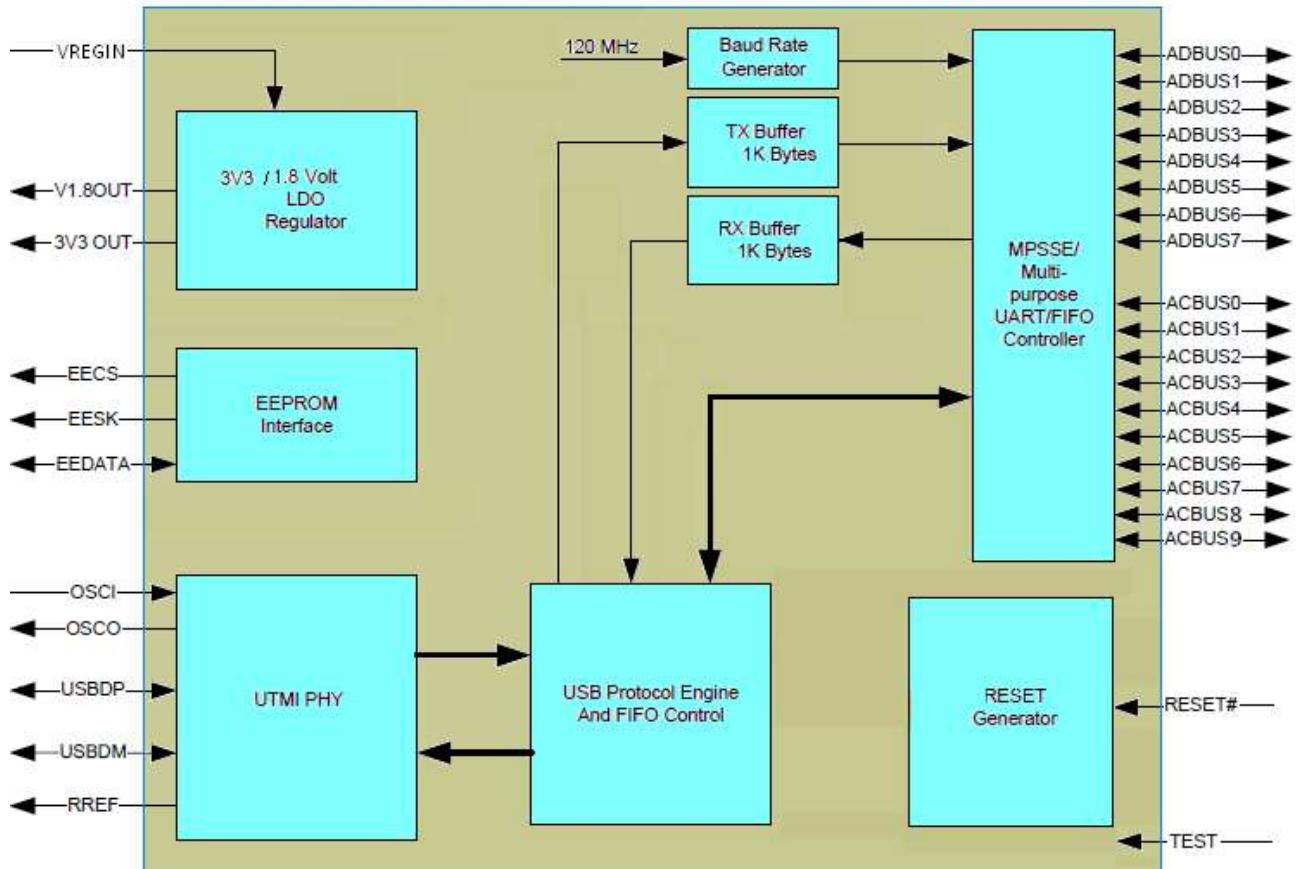 VREGIN
3V3 / 1.8 Volt
LDO
Regulator
V1.8OUT
3V3 OUT
EECS
EESK
EEDATA
EEPROM
Interface
OSCI
OSCO
USBDP
USBDM
RREF
UTMI PHY
120 MHz
Baud Rate
Generator
TX Buffer
1K Bytes
RX Buffer
1K Bytes
USB Protocol Engine
And FIFO Control
MPSSE/
Multi-
purpose
UART/FIFO
Controller
RESET
Generator
ADBUS0
ADBUS1
ADBUS2
ADBUS3
ADBUS4
ADBUS5
ADBUS6
ADBUS7
ACBUS0
ACBUS1
ACBUS2
ACBUS3
ACBUS4
ACBUS5
ACBUS6
ACBUS7
ACBUS8
ACBUS9
RESET#
TEST